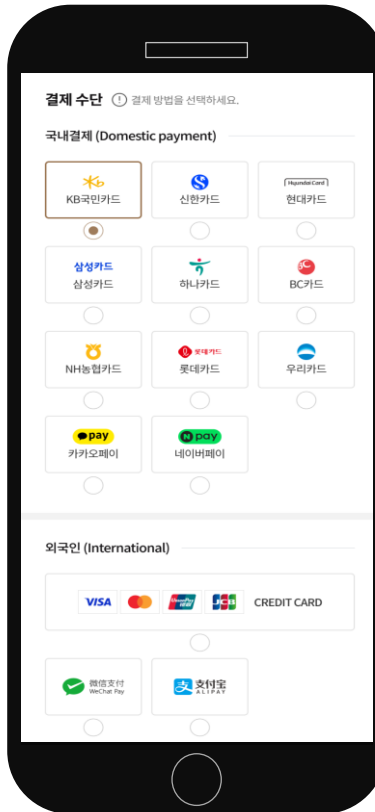 결제 수단 ! 결제 방법을 선택하세요.
국내결제 (Domestic payment)
KB국민카드
신한카드
Hyundai Card
현대카드
삼성카드
삼성카드
하나카드
BC카드
NH농협카드
롯데카드
롯데카드
우리카드
pay
카카오페이
N pay
네이버페이
외국인 (International)
VISA UnionPay 银联 JCB CREDIT CARD
微信支付
WeChat Pay
支 支付宝
ALIPAY